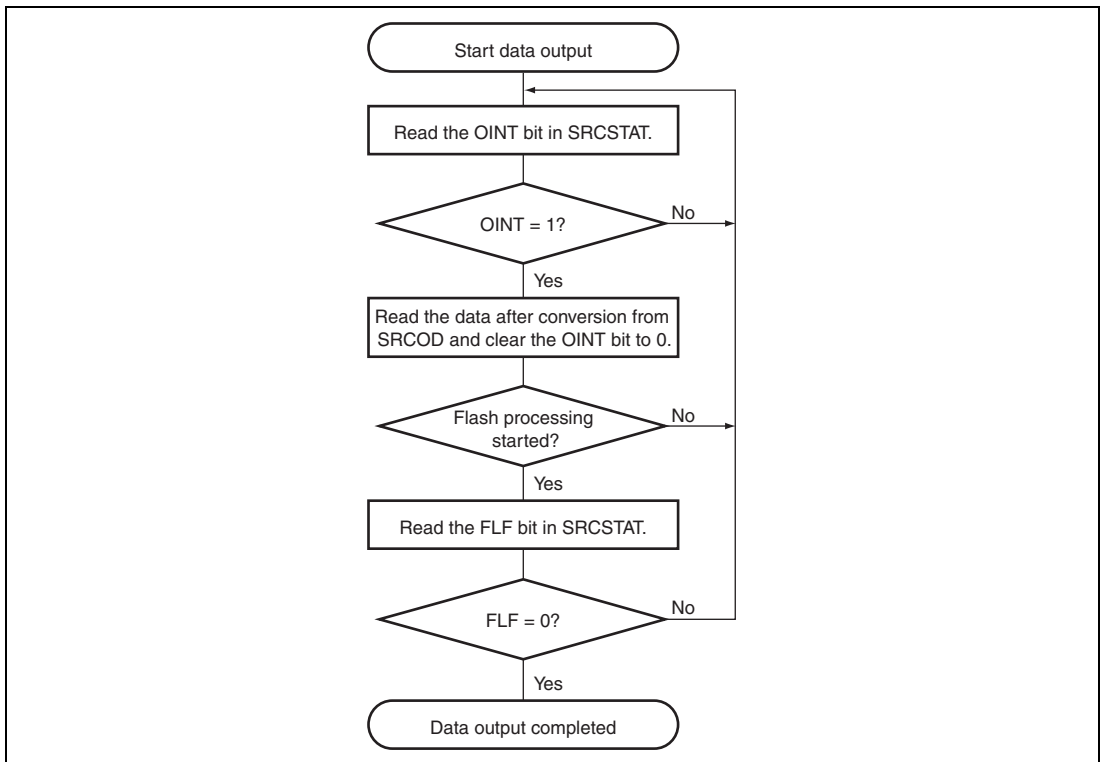 Start data output
Read the OINT bit in SRCSTAT.
OINT = 1?
No
Yes
Read the data after conversion from
SRCOD and clear the OINT bit to 0.
Flash processing
started?
No
Yes
Read the FLF bit in SRCSTAT.
FLF = 0?
No
Yes
Data output completed